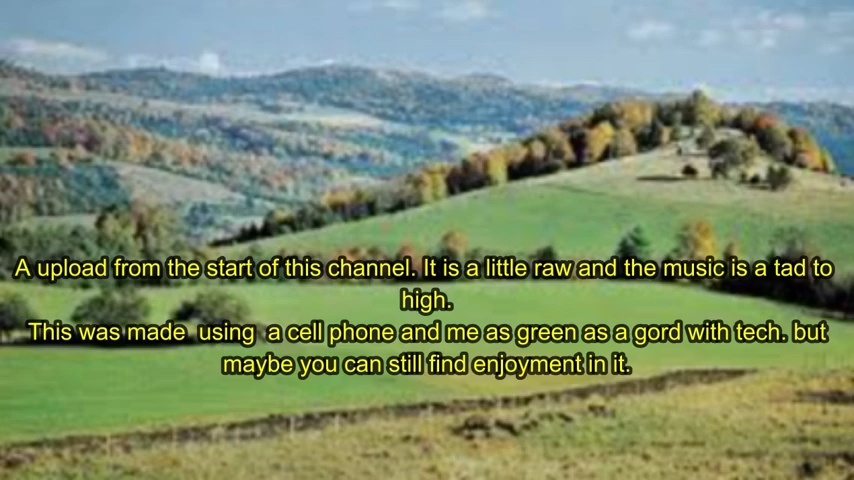 A upload from the start of this channel. It is a little raw and the music is a tad to
high.
This was made  using  a cell phone and me as green as a gord with tech. but
maybe you can still find enjoyment in it.